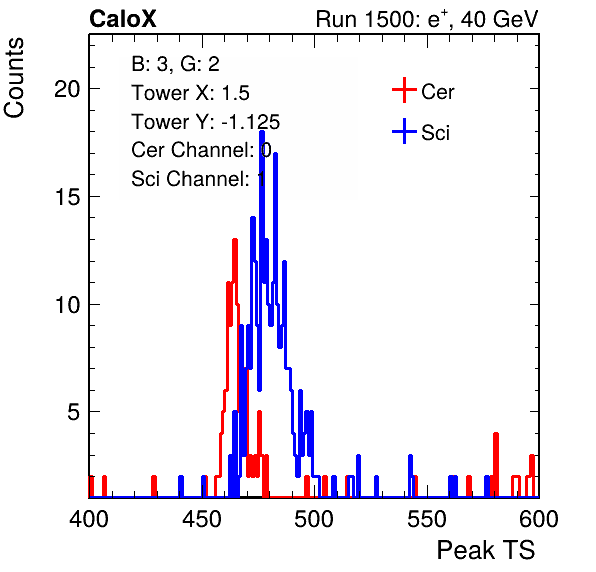 CaloX Run 1500: e+, 40 GeV
Counts
B: 3, G: 2
Tower X: 1.5
Tower Y: -1.125
Cer Channel: 0
Sci Channel: 1
Cer
Sci
20
15
10
5
400 450 500 550 600
Peak TS